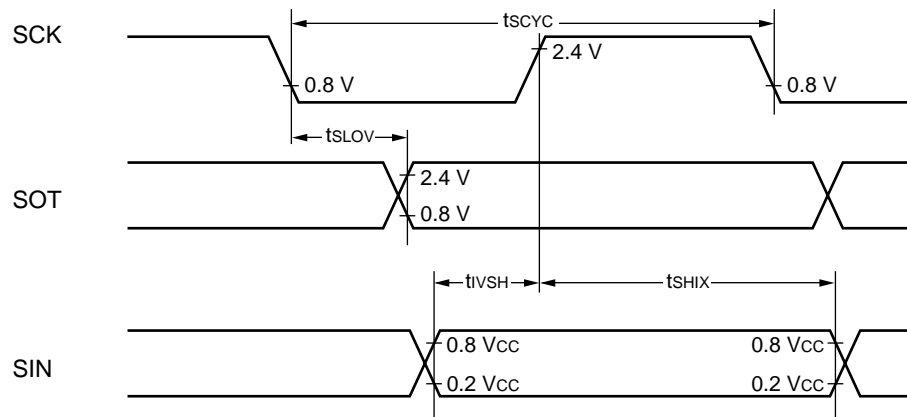 tSCYC
SCK
2.4 V
0.8 V
0.8 V
tSLOV
SOT
2.4 V
0.8 V
tIVSH
tSHIX
SIN
0.8 VCC
0.8 VCC
0.2 VCC
0.2 VCC